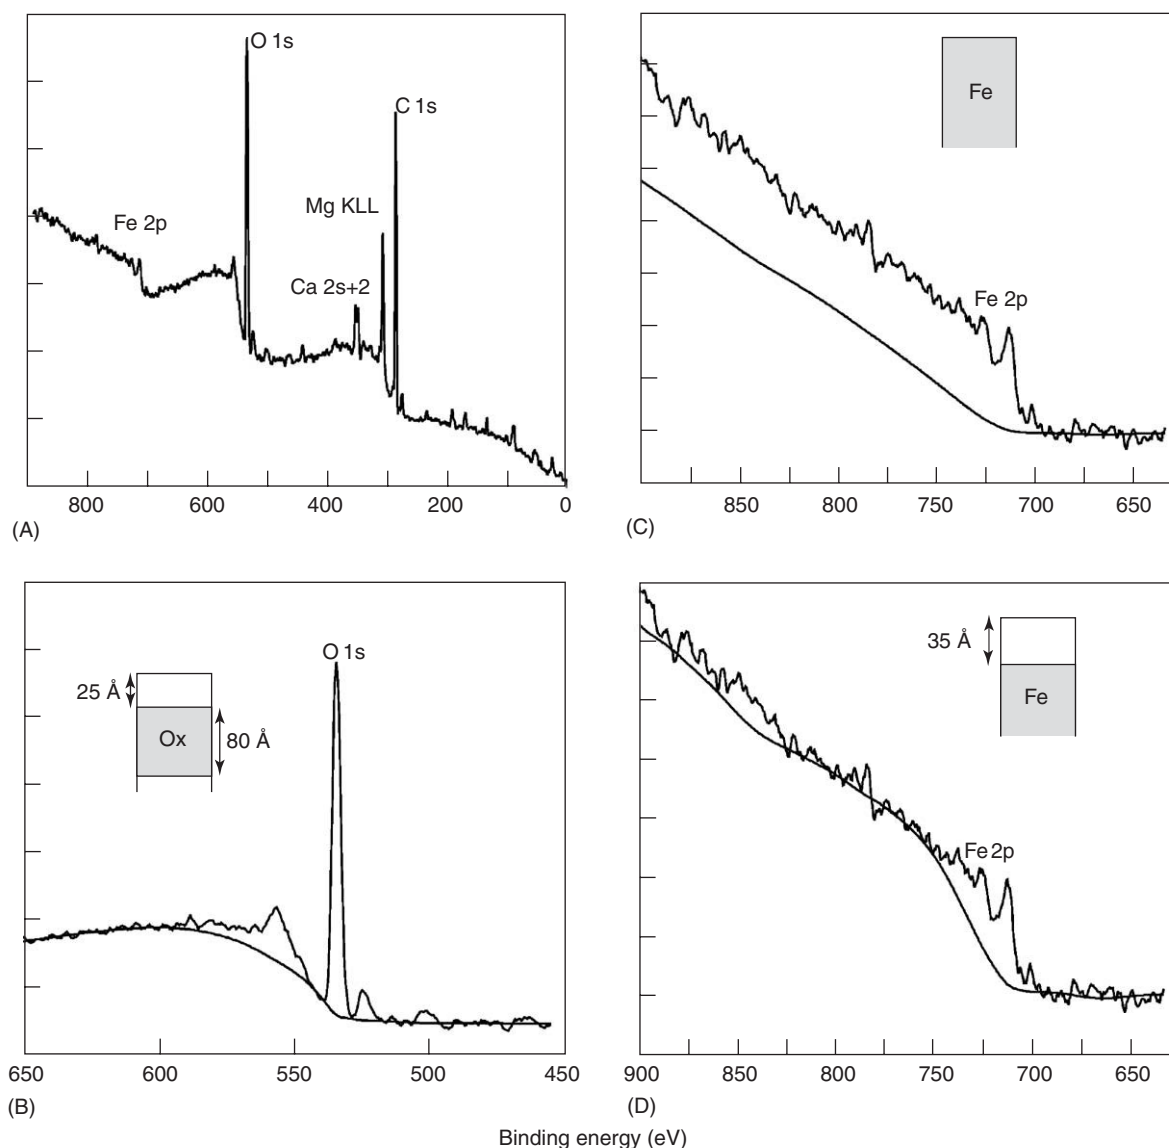 O 1s
C 1s
Fe 2p
Mg KLL
Ca 2s+2
800 600 400 200 0
(A)
Fe
Fe 2p
850 800 750 700 650
(C)
O 1s
25 Å
Ox
80 Å
650 600 550 500 450
(B)
35 Å
Fe
Fe 2p
900 850 800 750 700 650
(D)
Binding energy (eV)